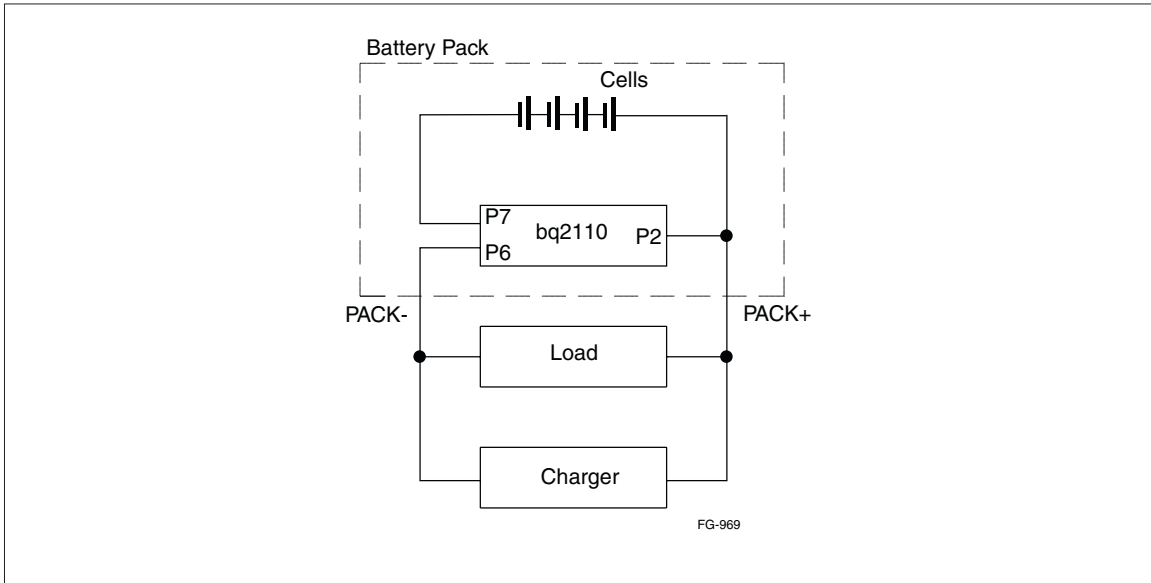 Battery Pack
Cells
P7
bq2110
P2
P6
PACK-
PACK+
Load
Charger
FG-969